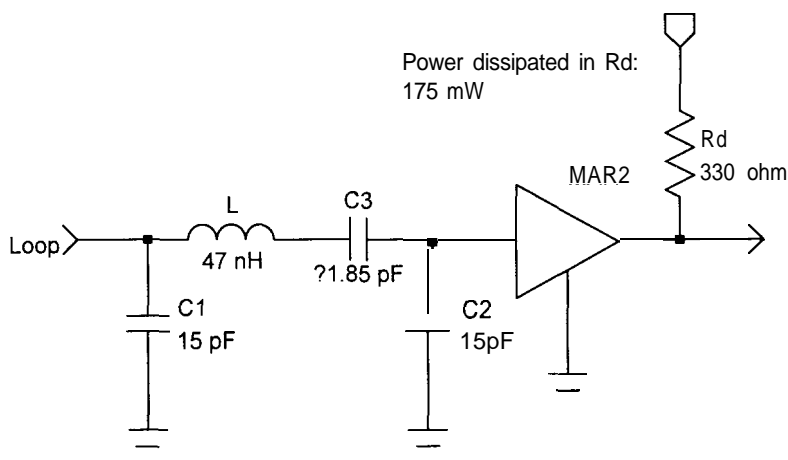 Power dissipated in Rd:
175 mW
Rd
330 ohm
MAR2
C3
L
Loop
47 nH
?1.85 pF
C1
15 pF
C2
15pF